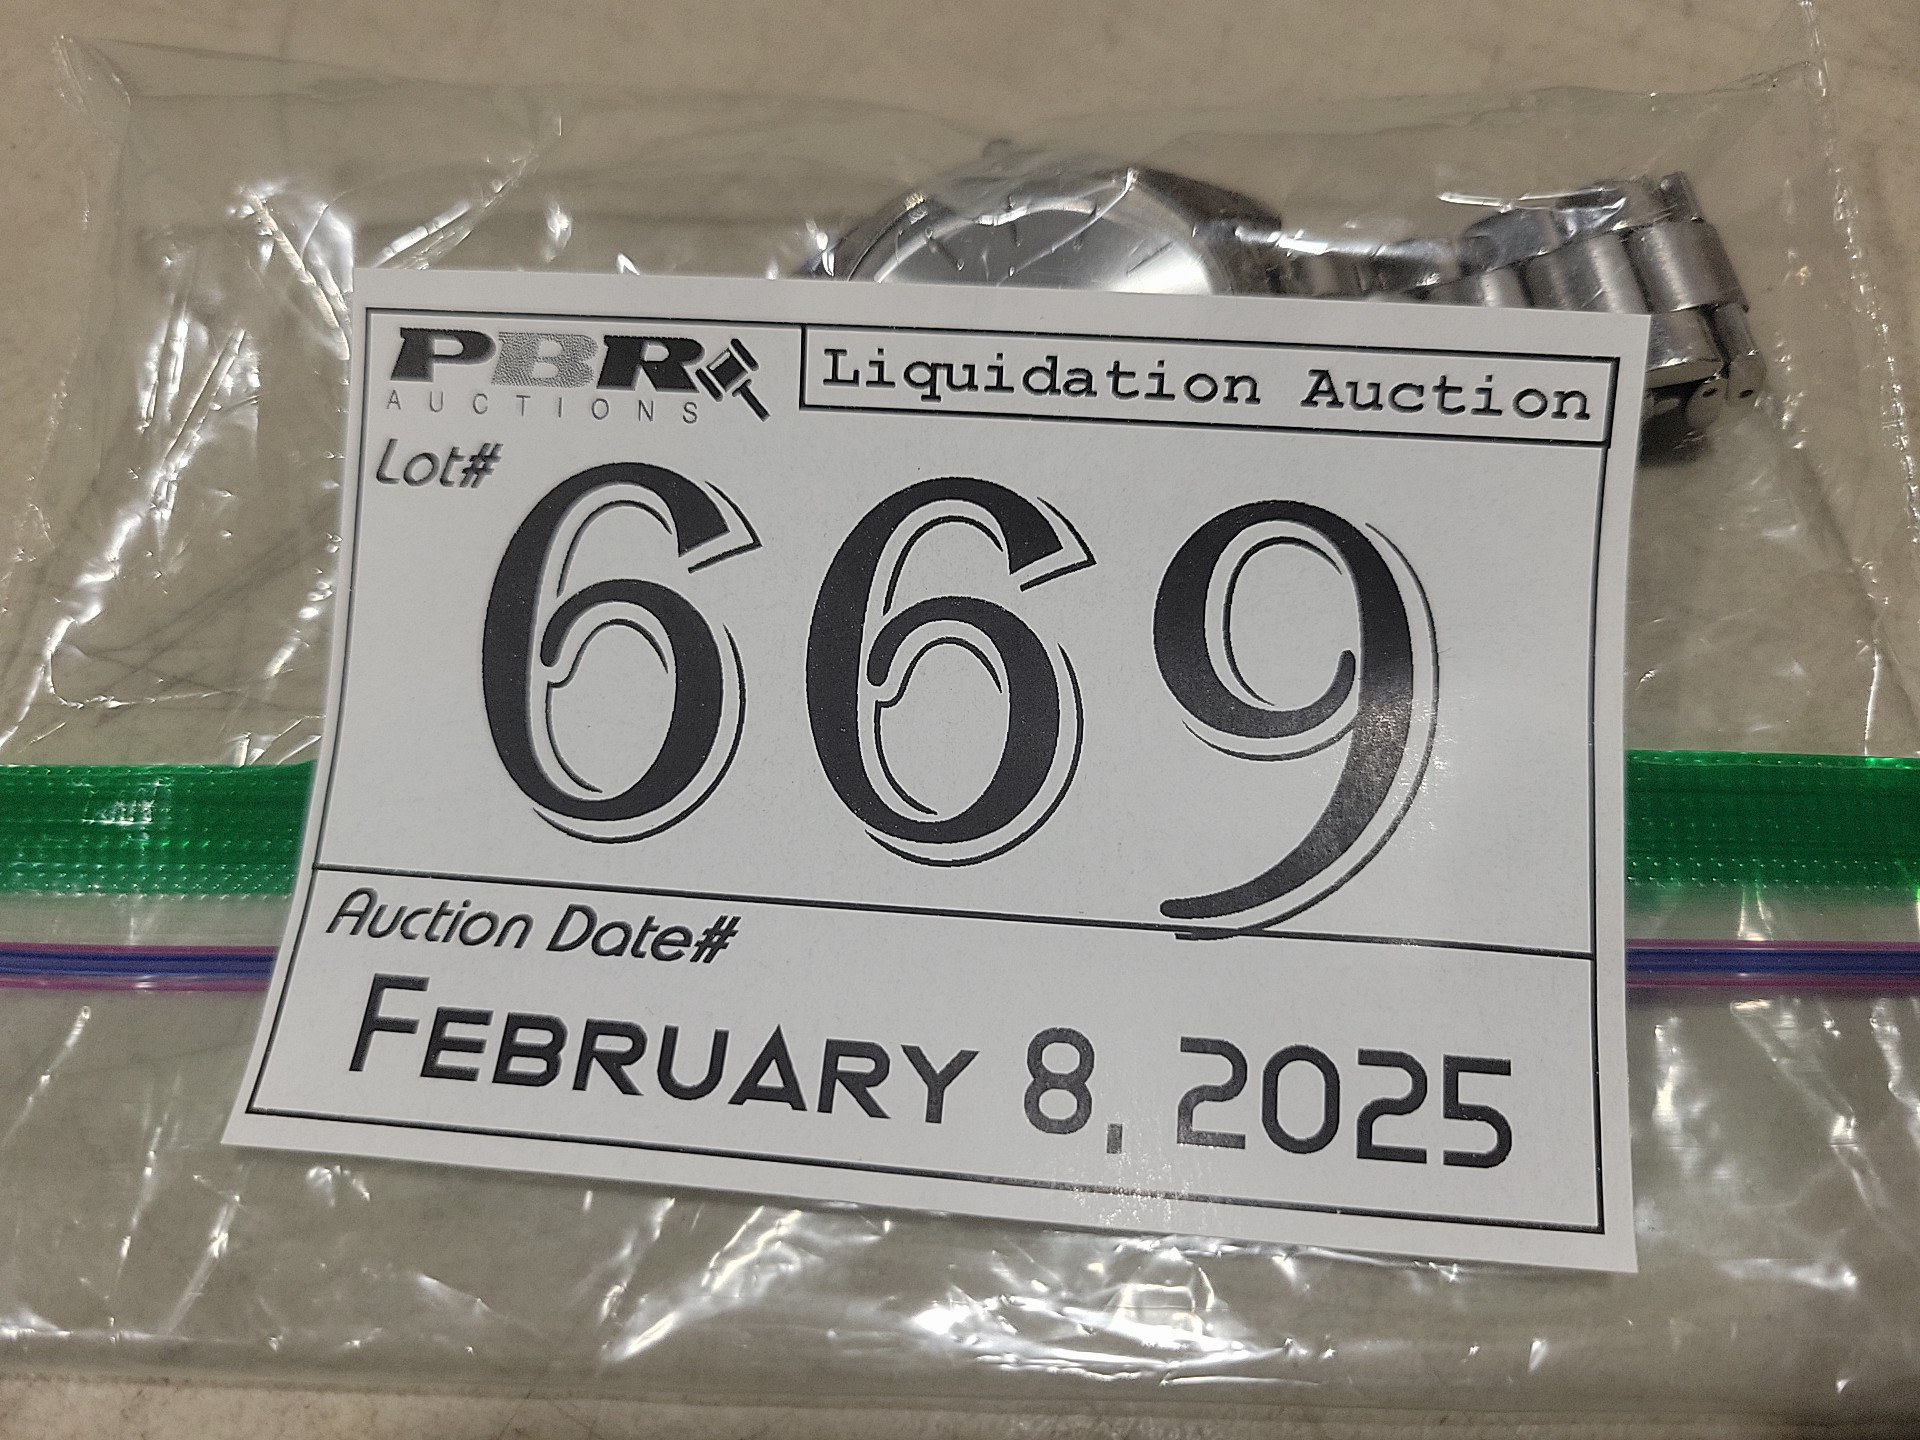 PBR
AUCTIONS
Liquidation Auction
Lot#
669
Auction Date#
FEBRUARY 8, 2025